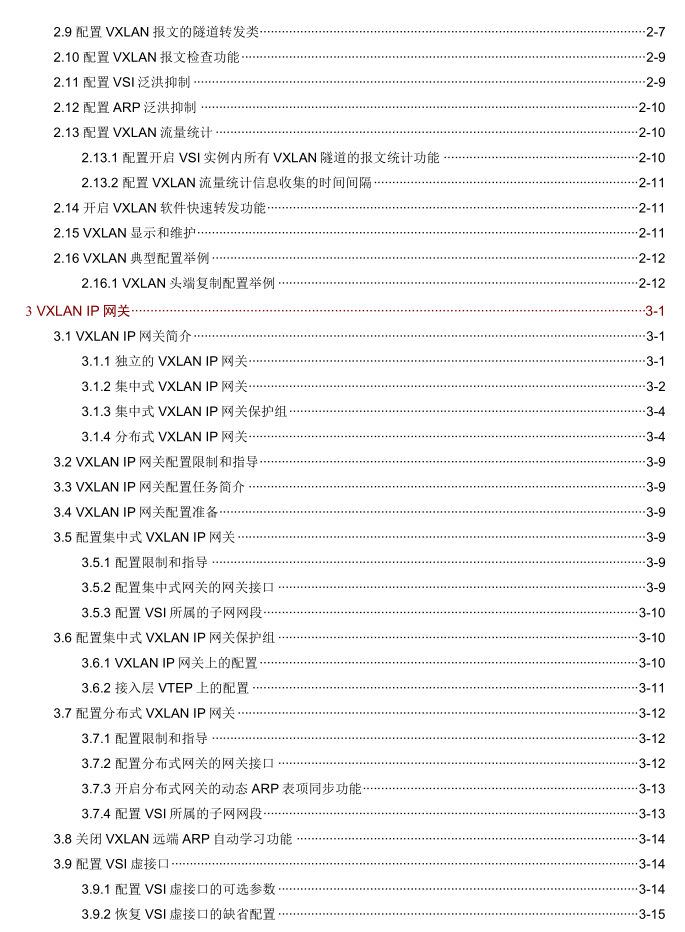 2.9 配置 VXLAN 报文的隧道转发类 2-7
2.10 配置 VXLAN 报文检查功能 2-9
2.11 配置 VSI 泛洪抑制 2-9
2.12 配置 ARP 泛洪抑制 2-10
2.13 配置 VXLAN 流量统计 2-10
2.13.1 配置开启 VSI 实例内所有 VXLAN 隧道的报文统计功能 2-10
2.13.2 配置 VXLAN 流量统计信息收集的时间间隔 2-11
2.14 开启 VXLAN 软件快速转发功能 2-11
2.15 VXLAN 显示和维护 2-11
2.16 VXLAN 典型配置举例 2-12
2.16.1 VXLAN 头端复制配置举例 2-12
3 VXLAN IP 网关 3-1
3.1 VXLAN IP 网关简介 3-1
3.1.1 独立的 VXLAN IP 网关 3-1
3.1.2 集中式 VXLAN IP 网关 3-2
3.1.3 集中式 VXLAN IP 网关保护组 3-4
3.1.4 分布式 VXLAN IP 网关 3-4
3.2 VXLAN IP 网关配置限制和指导 3-9
3.3 VXLAN IP 网关配置任务简介 3-9
3.4 VXLAN IP 网关配置准备 3-9
3.5 配置集中式 VXLAN IP 网关 3-9
3.5.1 配置限制和指导 3-9
3.5.2 配置集中式网关的网关接口 3-9
3.5.3 配置 VSI 所属的子网网段 3-10
3.6 配置集中式 VXLAN IP 网关保护组 3-10
3.6.1 VXLAN IP 网关上的配置 3-10
3.6.2 接入层 VTEP 上的配置 3-11
3.7 配置分布式 VXLAN IP 网关 3-12
3.7.1 配置限制和指导 3-12
3.7.2 配置分布式网关的网关接口 3-12
3.7.3 开启分布式网关的动态 ARP 表项同步功能 3-13
3.7.4 配置 VSI 所属的子网网段 3-13
3.8 关闭 VXLAN 远端 ARP 自动学习功能 3-14
3.9 配置 VSI 虚接口 3-14
3.9.1 配置 VSI 虚接口的可选参数 3-14
3.9.2 恢复 VSI 虚接口的缺省配置 3-15